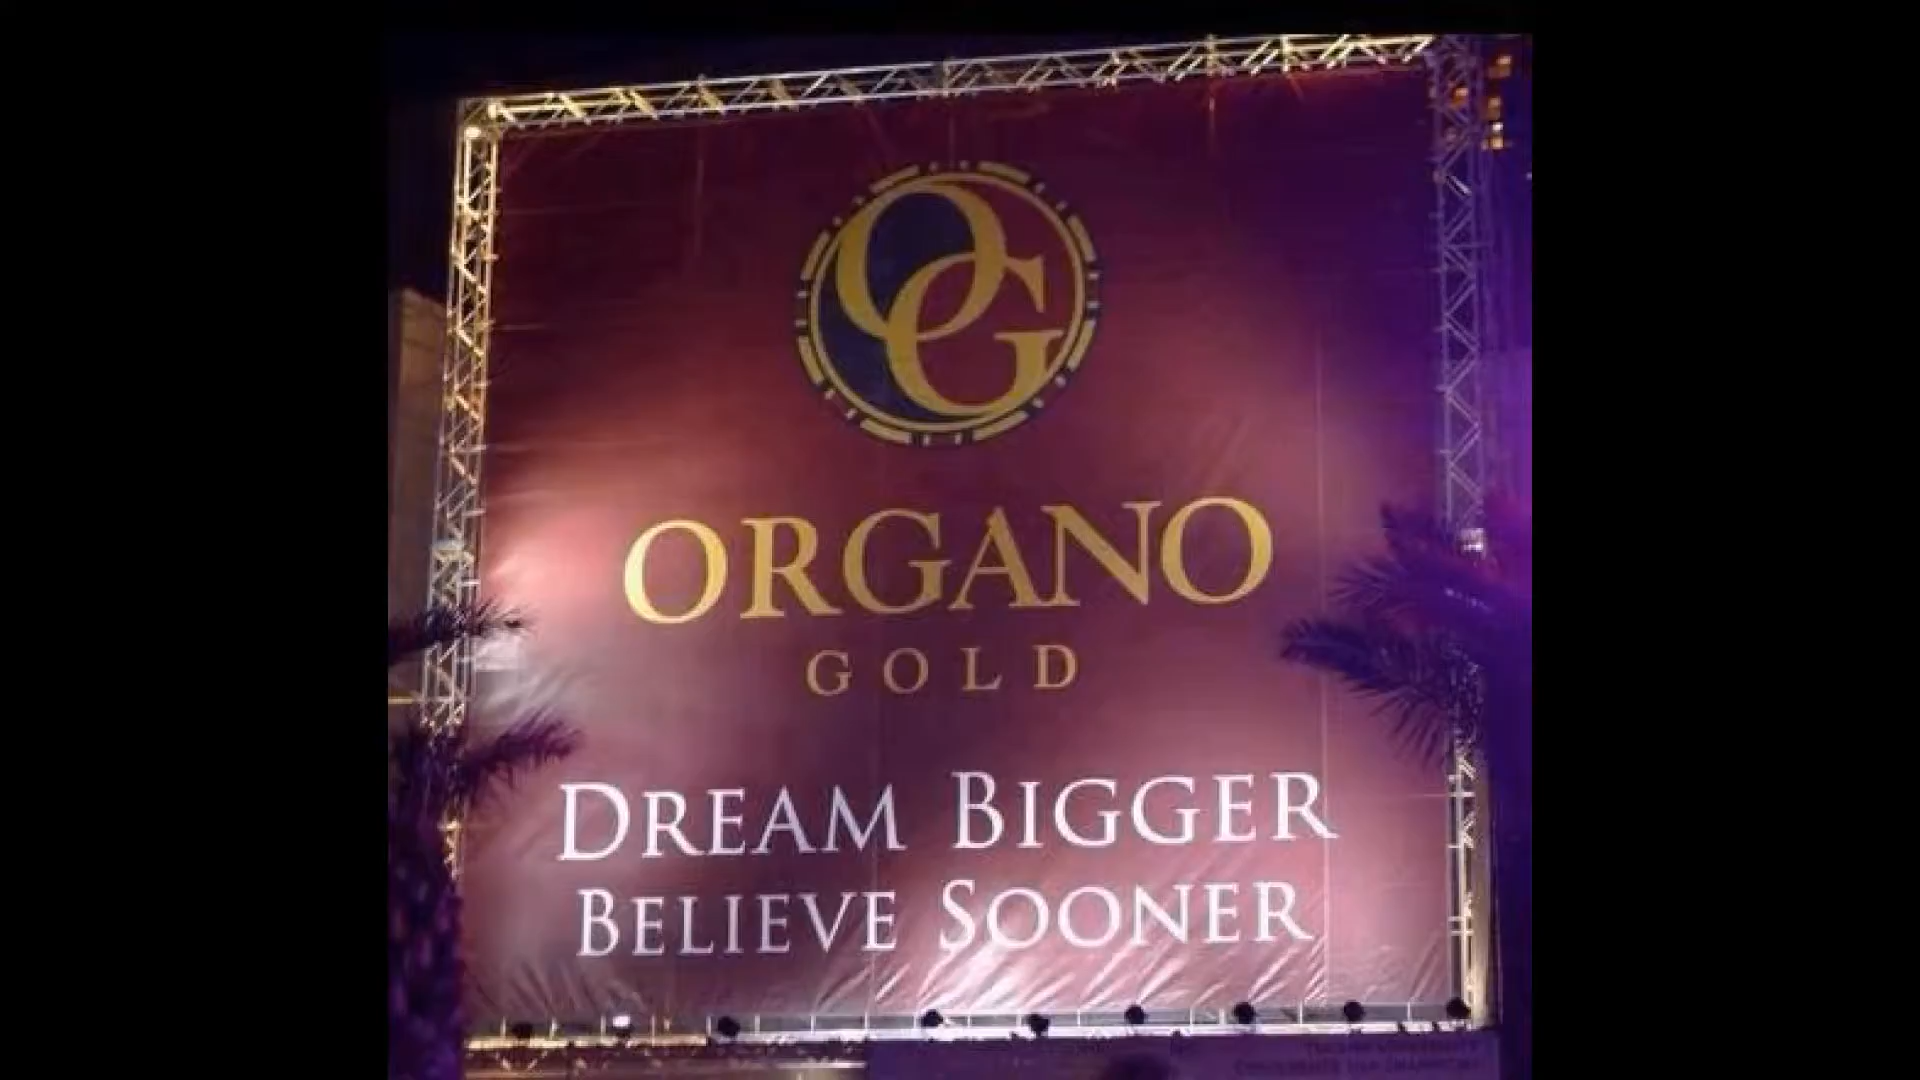 OG
ORGANO
GOLD
DREAM BIGGER
BELIEVE SOONER